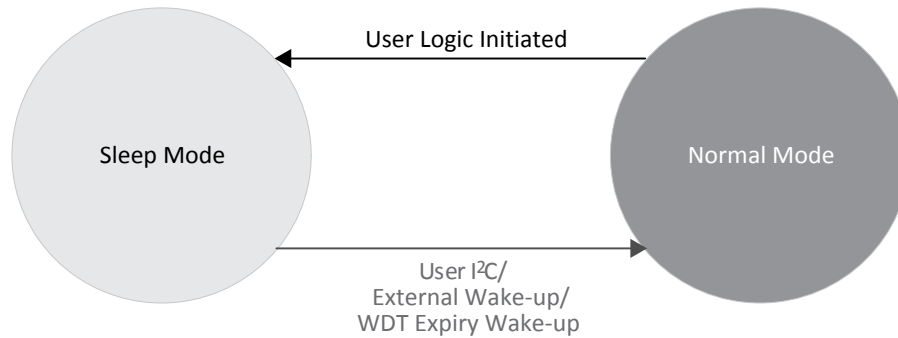 User Logic Initiated
Sleep Mode
Normal Mode
User I²C/
External Wake-up/
WDT Expiry Wake-up